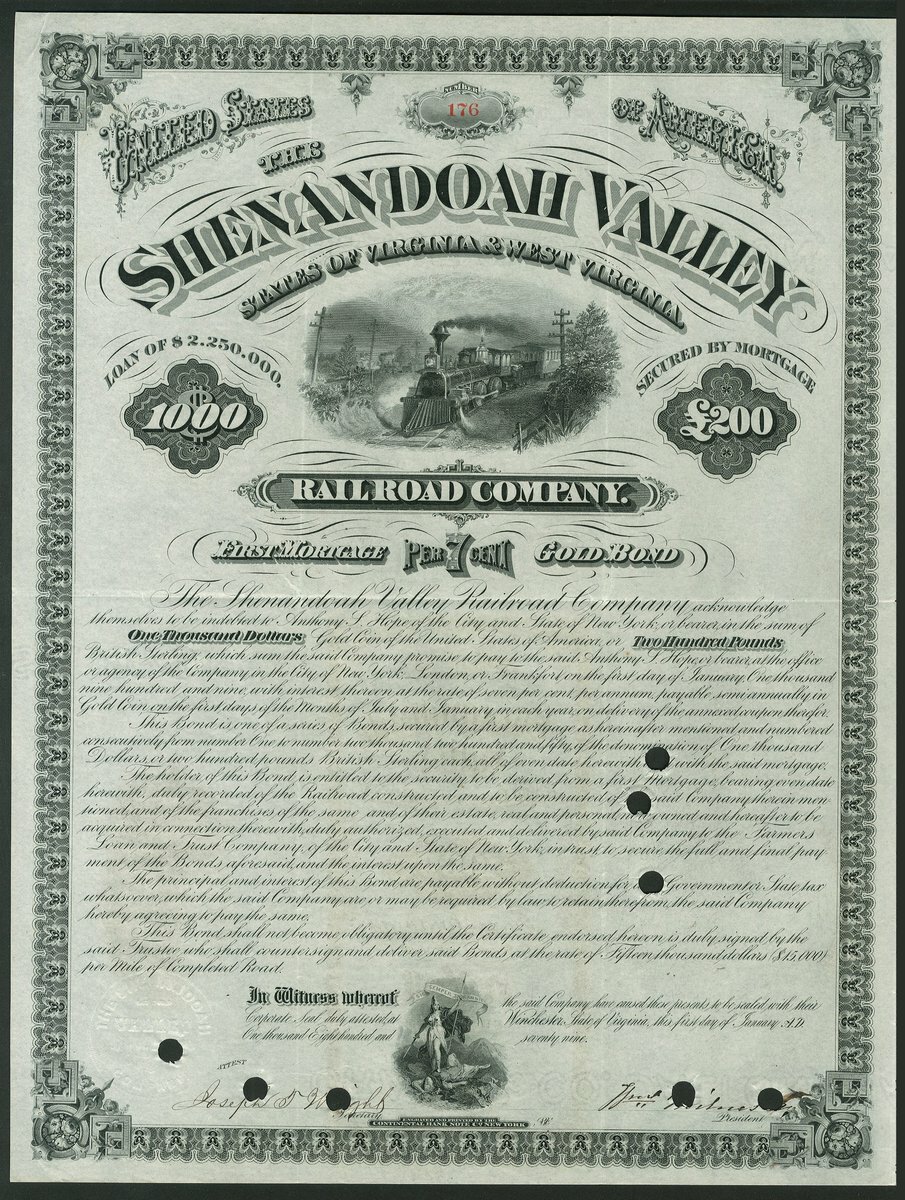 NUMBER
176
UNITED STATES OF AMERICA.
THE
SHENANDOAH VALLEY
STATES OF VIRGINIA & WEST VIRGINIA
LOAN OF $2.250.000.
SECURED BY MORTGAGE
$1000
£200
RAILROAD COMPANY.
FIRST MORTGAGE 7 PER CENT GOLD BOND
The Shenandoah Valley Railroad Company acknowledge
themselves to be indebted to Anthony S. Hope of the City and State of New York, or bearer, in the sum of
One Thousand Dollars Gold Coin of the United States of America, or Two Hundred Pounds
British Sterling, which sum the said Company promise to pay to the said Anthony S. Hope, or bearer, at the office
or agency of the Company in the City of New York, London, or Frankfort on the first day of January, One thousand
nine hundred and nine, with interest thereon at the rate of seven per cent, per annum, payable semi annually in
Gold Coin on the first days of the Months of July and January in each year, on delivery of the annexed coupon therefor.
This Bond is one of a series of Bonds, secured by a first mortgage as hereinafter mentioned and numbered
consecutively from number One to number two thousand two hundred and fifty, of the denomination of One thousand
Dollars, or two hundred pounds British Sterling each, all of even date herewith with the said mortgage.
The holder of this Bond, is entitled to the security to be derived from a first Mortgage, bearing even date
herewith, duly recorded of the Railroad, constructed and to be constructed, of said Company therein men-
tioned, and of the franchises of the same and of their estate, real and personal, now owned and hereafter to be
acquired in connection therewith, duly authorized, executed and delivered by said Company to the Farmers
Loan and Trust Company, of the City and State of New York, in trust, to secure the full and final pay
ment of the Bonds aforesaid, and the interest upon the same.
The principal and interest of this Bond are payable without deduction for Government or State tax
whatsoever, which the said Company are or may be required by law to retain therefrom, the said Company
hereby agreeing to pay the same.
This Bond shall not become obligatory until the Certificate endorsed hereon is duly signed by the
said Trustee who shall countersign and deliver said Bonds at the rate of Fifteen thousand dollars ($15,000)
per Mile of Completed Road.
In Witness whereof the said Company have caused these presents to be sealed with their
Corporate Seal duly attested, at Winchester, State of Virginia, this first day of January A.D
One thousand Eight hundred and seventy nine.
ATTEST
Joseph
Secretary
President
ENGRAVED AND PRINTED BY THE
CONTINENTAL BANK NOTE Co NEW YORK